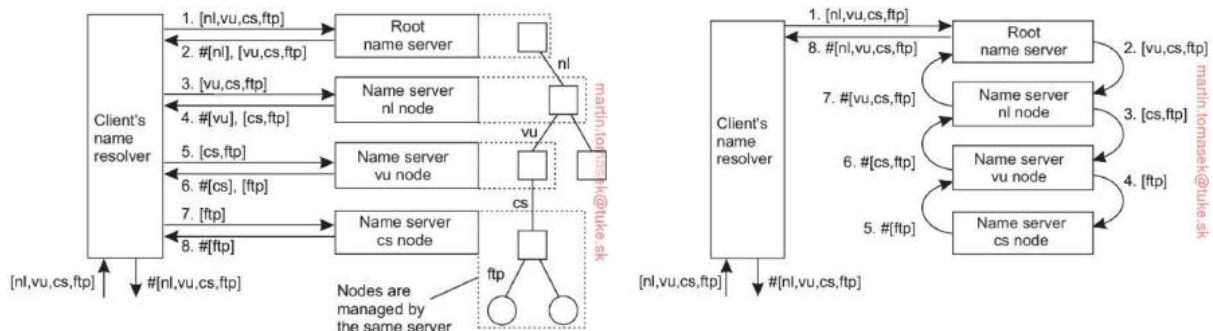 1. [nl,vu,cs,ftp]
Root
name server
2. #[nl], [vu,cs,ftp]
nl
3. [vu,cs,ftp]
Name server
nl node
4. #[vu], [cs,ftp]
Client's
name
resolver
vu
5. [cs,ftp]
Name server
vu node
6. #[cs], [ftp]
cs
7. [ftp]
Name server
cs node
8. #[ftp]
ftp
[nl,vu,cs,ftp]
#[nl,vu,cs,ftp]
Nodes are
managed by
the same server
martin.tomasek@tuke.sk
1. [nl,vu,cs,ftp]
Root
name server
8. #[nl,vu,cs,ftp]
2. [vu,cs,ftp]
7. #[vu,cs,ftp]
Name server
nl node
3. [cs,ftp]
Client's
name
resolver
6. #[cs,ftp]
Name server
vu node
4. [ftp]
5. #[ftp]
Name server
cs node
[nl,vu,cs,ftp]
#[nl,vu,cs,ftp]
martin.tomasek@tuke.sk